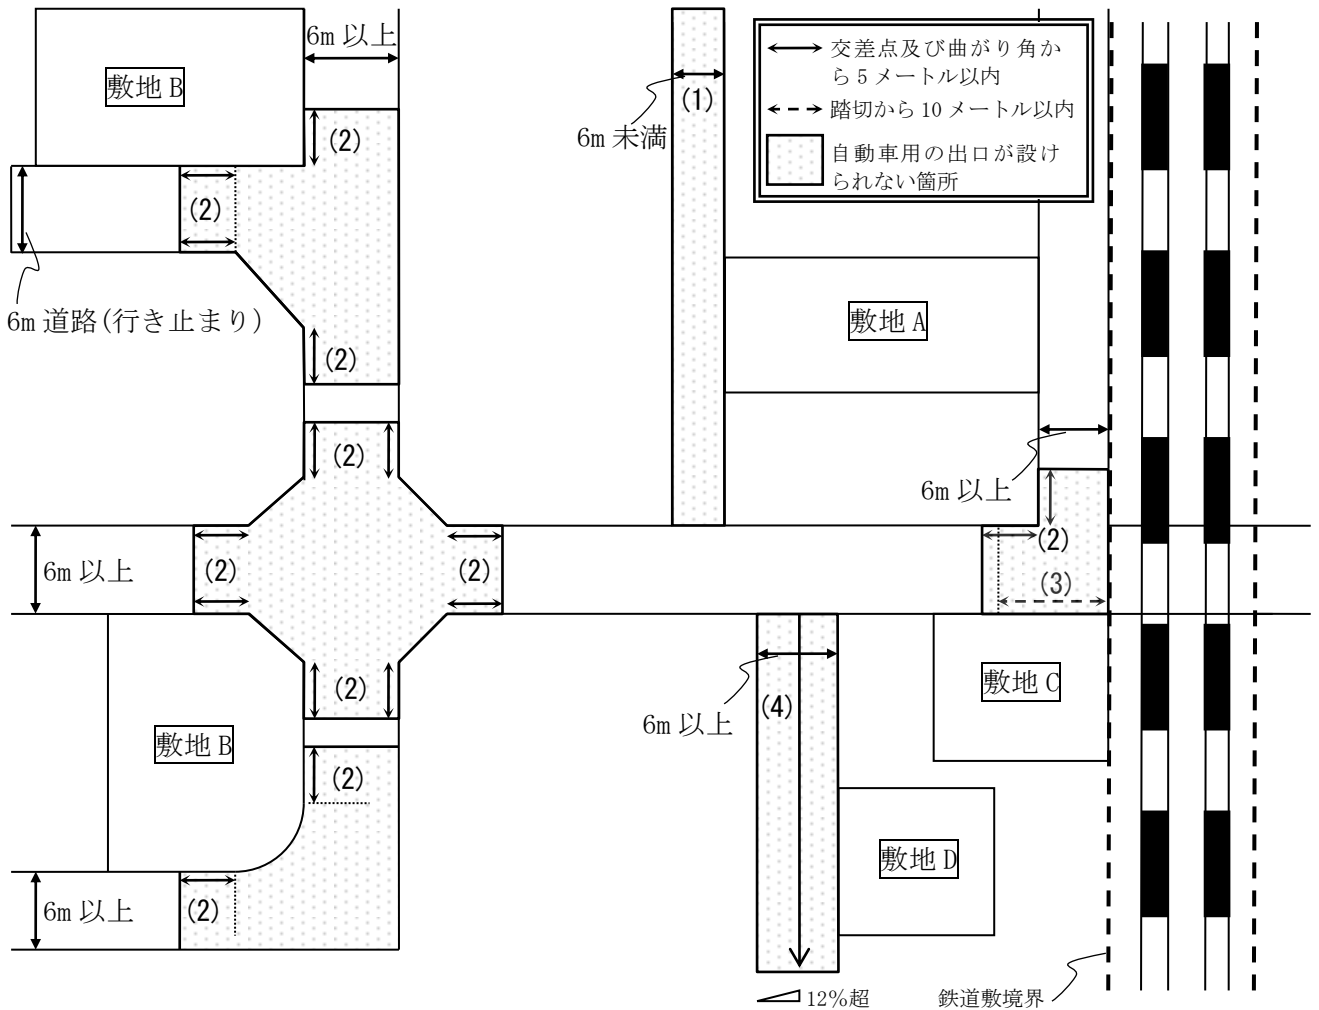 6m 以上
敷地 B
(1)
6m 未満
交差点及び曲がり角か
ら 5 メートル以内
踏切から 10 メートル以内
自動車用の出口が設け
られない箇所
(2)
(2)
6m 道路(行き止まり)
(2)
敷地 A
(2)
6m 以上
6m 以上
(2)
(2)
(2)
(3)
(2)
敷地 B
(2)
6m 以上
(2)
6m 以上
(4)
敷地 C
敷地 D
12%超
鉄道敷境界